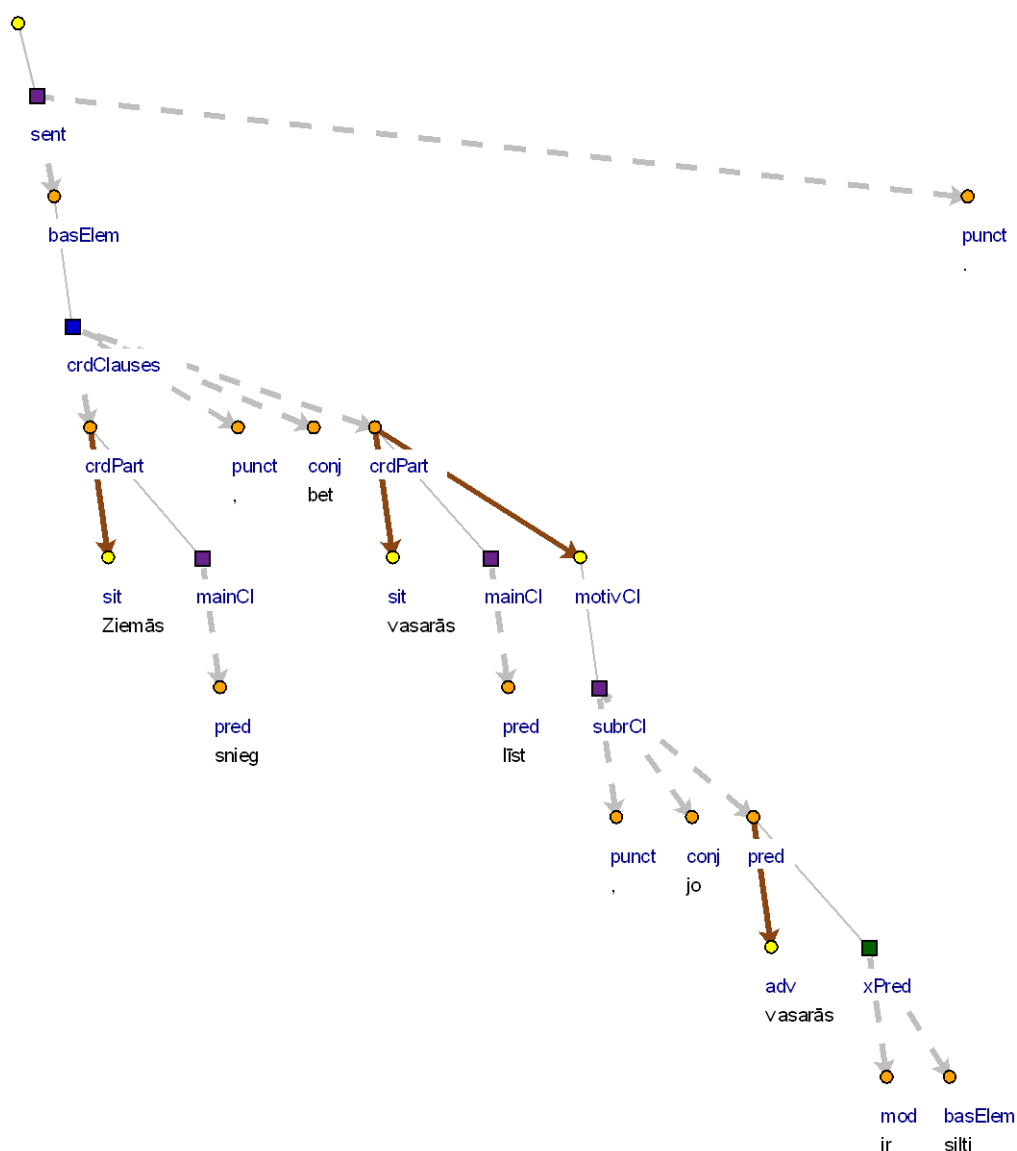 sent
basElem
punct
.
crdClauses
crdPart punct conj crdPart
, bet
sit mainCl sit mainCl motivCl
Ziemās vasarās
pred pred subrCl
snieg līst
punct conj pred
, jo
adv xPred
vasarās
mod basElem
ir silti